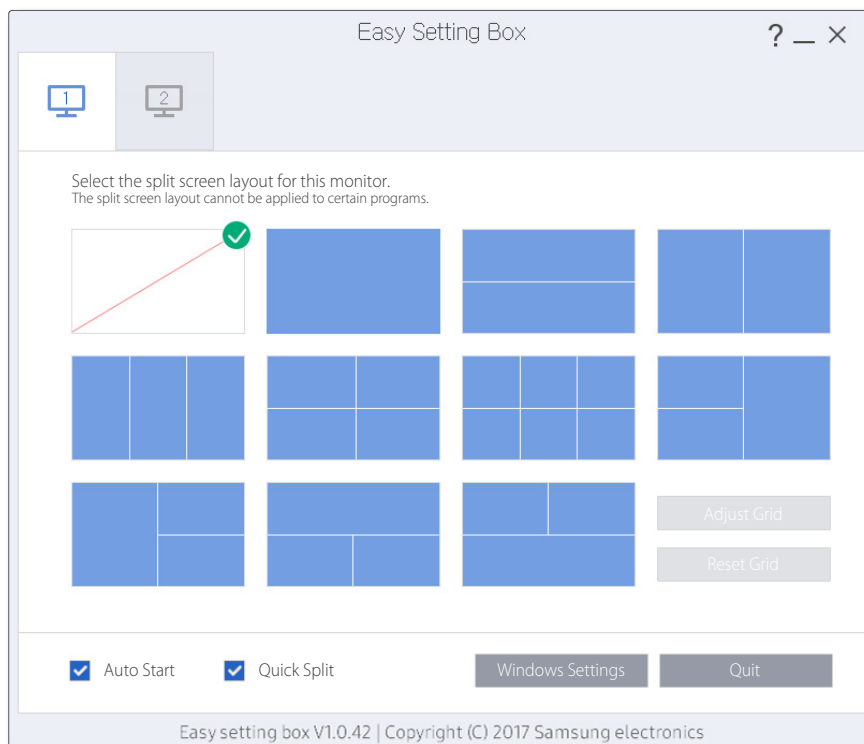 Easy Setting Box
?
1
2
Select the split screen layout for this monitor.
The split screen layout cannot be applied to certain programs.
Adjust Grid
Reset Grid
Auto Start
Quick Split
Windows Settings
Quit
Easy setting box V1.0.42 | Copyright (C) 2017 Samsung electronics